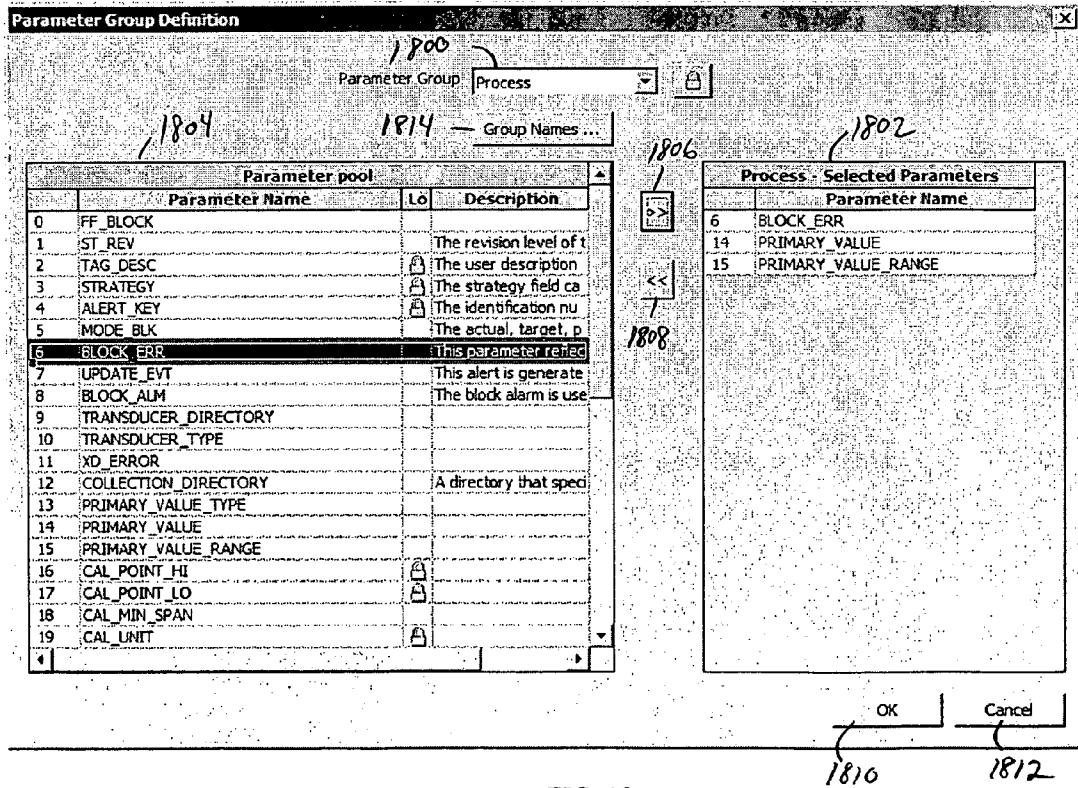 Parameter Group Definition
1800
Parameter Group Process
1804 1814 Group Names ... 1802
1806
Parameter pool
Parameter Name Lo Description
0 FF_BLOCK
1 ST_REV The revision level of t
2 TAG_DESC The user description
3 STRATEGY The strategy field ca
4 ALERT_KEY The identification nu
5 MODE_BLK The actual, target, p
6 BLOCK_ERR This parameter reflec
7 UPDATE_EVT This alert is generate
8 BLOCK_ALM The block alarm is use
9 TRANSDUCER_DIRECTORY
10 TRANSDUCER_TYPE
11 XD_ERROR
12 COLLECTION_DIRECTORY A directory that speci
13 PRIMARY_VALUE_TYPE
14 PRIMARY_VALUE
15 PRIMARY_VALUE_RANGE
16 CAL_POINT_HI
17 CAL_POINT_LO
18 CAL_MIN_SPAN
19 CAL_UNIT
>>
<<
1808
Process - Selected Parameters
Parameter Name
6 BLOCK_ERR
14 PRIMARY_VALUE
15 PRIMARY_VALUE_RANGE
OK Cancel
1810 1812